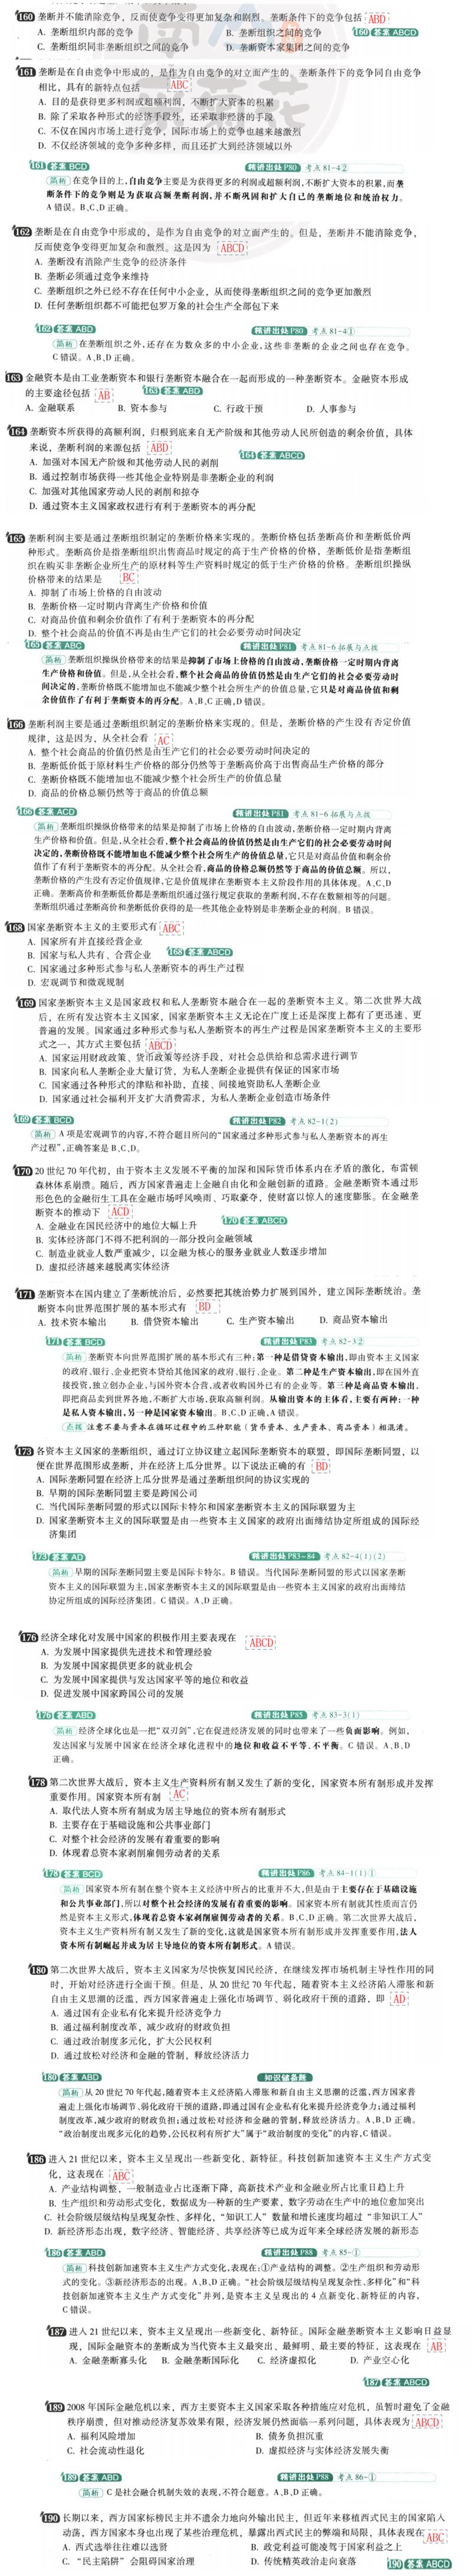 160 垄断并不能消除竞争，反而使竞争变得更加复杂和剧烈。垄断条件下的竞争包括 ABD
A. 垄断组织内部的竞争 B. 垄断组织之间的竞争 160 答案 ABCD
C. 垄断组织同非垄断组织之间的竞争 D. 垄断资本家集团之间的竞争
161 垄断是在自由竞争中形成的，是作为自由竞争的对立面产生的。垄断条件下的竞争同自由竞争
相比，具有的新特点包括 ABC
A. 目的是获得更多利润或超额利润，不断扩大资本的积累
B. 除了采取各种形式的经济手段外，还采取非经济的手段
C. 不仅在国内市场上进行竞争，国际市场上的竞争也越来越激烈
D. 不仅经济领域的竞争多种多样，而且还扩大到经济领域以外
161 答案 BCD 精讲出处 P80 考点 81-4②
简析 在竞争目的上，自由竞争主要是为获得更多的利润或超额利润，不断扩大资本的积累，而垄
断条件下的竞争则是为获取高额垄断利润，并不断巩固和扩大自己的垄断地位和统治权力。
A 错误。B、C、D 正确。
162 垄断是在自由竞争中形成的，是作为自由竞争的对立面产生的。但是，垄断并不能消除竞争，
反而使竞争变得更加复杂和激烈。这是因为 ABCD
A. 垄断没有消除产生竞争的经济条件
B. 垄断必须通过竞争来维持
C. 垄断组织之外已经不存在任何中小企业，从而使得垄断组织之间的竞争更加激烈
D. 任何垄断组织都不可能把包罗万象的社会生产全部包下来
162 答案 ABD 精讲出处 P80 考点 81-4①
简析 在垄断组织之外，还存在为数众多的中小企业，这些非垄断的企业之间也存在竞争。
C 错误。A、B、D 正确。
163 金融资本是由工业垄断资本和银行垄断资本融合在一起而形成的一种垄断资本。金融资本形成
的主要途径包括 AB 163 答案 ABD
A. 金融联系 B. 资本参与 C. 行政干预 D. 人事参与
164 垄断资本所获得的高额利润，归根到底来自无产阶级和其他劳动人民所创造的剩余价值，具体
来说，垄断利润的来源包括 ABD 164 答案 ABCD
A. 加强对本国无产阶级和其他劳动人民的剥削
B. 通过控制市场获得一些其他企业特别是非垄断企业的利润
C. 加强对其他国家劳动人民的剥削和掠夺
D. 通过资本主义国家政权进行有利于垄断资本的再分配
165 垄断利润主要是通过垄断组织制定的垄断价格来实现的。垄断价格包括垄断高价和垄断低价两
种形式。垄断高价是指垄断组织出售商品时规定的高于生产价格的价格，垄断低价是指垄断组
织在购买非垄断企业所生产的原材料等生产资料时规定的低于生产价格的价格。垄断组织操纵
价格带来的结果是 BC
A. 抑制了市场上价格的自由波动
B. 垄断价格一定时期内背离生产价格和价值
C. 对商品价值和剩余价值作了有利于垄断资本的再分配
D. 整个社会商品的价值不再是由生产它们的社会必要劳动时间决定
165 答案 ABC 精讲出处 P81 考点 81-6 拓展与点拨
简析 垄断组织操纵价格带来的结果是抑制了市场上价格的自由波动，垄断价格一定时期内背离
生产价格和价值。但是，从全社会看，整个社会商品的价值仍然是由生产它们的社会必要劳动时
间决定的，垄断价格既不能增加也不能减少整个社会所生产的价值总量，它只是对商品价值和剩
余价值作了有利于垄断资本的再分配。A、B、C 正确，D 错误。
166 垄断利润主要是通过垄断组织制定的垄断价格来实现的。但是，垄断价格的产生没有否定价值
规律，这是因为，从全社会看 AC
A. 整个社会商品的价值仍然是由生产它们的社会必要劳动时间决定的
B. 垄断低价低于原材料生产价格的部分仍然等于垄断高价高于出售商品生产价格的部分
C. 垄断价格既不能增加也不能减少整个社会所生产的价值总量
D. 商品的价格总额仍然等于商品的价值总额
166 答案 ACD 精讲出处 P81 考点 81-6 拓展与点拨
简析 垄断组织操纵价格带来的结果是抑制了市场上价格的自由波动，垄断价格一定时期内背离
生产价格和价值。但是，从全社会看，整个社会商品的价值仍然是由生产它们的社会必要劳动时间
决定的，垄断价格既不能增加也不能减少整个社会所生产的价值总量，它只是对商品价值和剩余价
值作了有利于垄断资本的再分配。从全社会看，商品的价格总额仍然等于商品的价值总额。所以，
垄断价格的产生没有否定价值规律，它是价值规律在垄断资本主义阶段作用的具体体现。A、C、D
正确。垄断高价和垄断低价都是垄断组织通过强行规定获取的垄断利润，不存在数额相等的问题。
垄断组织通过垄断高价和垄断低价获得的是一些其他企业特别是非垄断企业的利润。B 错误。
168 国家垄断资本主义的主要形式有 ABC
A. 国家所有并直接经营企业
B. 国家与私人共有、合营企业 168 答案 ABCD
C. 国家通过多种形式参与私人垄断资本的再生产过程
D. 宏观调节和微观规制
169 国家垄断资本主义是国家政权和私人垄断资本融合在一起的垄断资本主义。第二次世界大战
后，在所有发达资本主义国家，国家垄断资本主义无论在广度上还是深度上都有了更迅速、更
普遍的发展。国家通过多种形式参与私人垄断资本的再生产过程是国家垄断资本主义的主要形
式之一，其方式主要包括 ABCD
A. 国家运用财政政策、货币政策等经济手段，对社会总供给和总需求进行调节
B. 国家向私人垄断企业大量订货，为私人垄断企业提供有保证的国家市场
C. 国家通过各种形式的津贴和补助，直接、间接地资助私人垄断企业
D. 国家通过社会福利开支扩大消费需求，为私人垄断企业创造市场条件
169 答案 BCD 精讲出处 P82 考点 82-1(2)
简析 A 项是宏观调节的内容，不符合题目所问的“国家通过多种形式参与私人垄断资本的再生
产过程”，正确答案是 B、C、D。
170 20 世纪 70 年代初，由于资本主义发展不平衡的加深和国际货币体系内在矛盾的激化，布雷顿
森林体系崩溃。随后，西方国家普遍走上金融自由化和金融创新的道路。金融垄断资本通过形
形色色的金融衍生工具在金融市场呼风唤雨、巧取豪夺，使财富以惊人的速度膨胀。在金融垄
断资本的推动下 ACD
A. 金融业在国民经济中的地位大幅上升 170 答案 ABCD
B. 实体经济部门不得不把利润的一部分投向金融领域
C. 制造业就业人数严重减少，以金融为核心的服务业就业人数逐步增加
D. 虚拟经济越来越脱离实体经济
171 垄断资本在国内建立了垄断统治后，必然要把其统治势力扩展到国外，建立国际垄断统治。垄
断资本向世界范围扩展的基本形式有 BD
A. 技术资本输出 B. 借贷资本输出 C. 生产资本输出 D. 商品资本输出
171 答案 BCD 精讲出处 P83 考点 82-3②
简析 垄断资本向世界范围扩展的基本形式有三种：第一种是借贷资本输出，即由资本主义国家
的政府、银行、企业把资本贷给其他国家的政府、银行、企业。第二种是生产资本输出，即在国外直
接投资，独立创办企业，与国外资本合营，或者收购国外已有的企业等。第三种是商品资本输出，
即把商品卖到世界各地，不断扩大市场，获取高额利润。从输出资本的主体看，主要有两种：一种
是私人资本输出，另一种是国家资本输出。B、C、D 正确，A 错误。
点拨 注意不要与资本在循环过程中的三种职能（货币资本、生产资本、商品资本）相混淆。
173 各资本主义国家的垄断组织，通过订立协议建立起国际垄断资本的联盟，即国际垄断同盟，以
便在世界范围形成垄断，并在经济上瓜分世界。以下说法正确的有 BD
A. 国际垄断同盟在经济上瓜分世界是通过垄断组织间的协议实现的
B. 早期的国际垄断同盟主要是跨国公司
C. 当代国际垄断同盟的形式以国际卡特尔和国家垄断资本主义的国际联盟为主
D. 国家垄断资本主义的国际联盟是由一些资本主义国家的政府出面缔结协定所组成的国际经
济集团
173 答案 AD 精讲出处 P83~84 考点 82-4(1)(2)
简析 早期的国际垄断同盟主要是国际卡特尔。B 错误。当代国际垄断同盟的形式以国家垄断
资本主义的国际联盟为主，国家垄断资本主义的国际联盟是由一些资本主义国家的政府出面缔结
协定所组成的国际经济集团。C 错误。A、D 正确。
176 经济全球化对发展中国家的积极作用主要表现在 ABCD
A. 为发展中国家提供先进技术和管理经验
B. 为发展中国家提供更多的就业机会
C. 为发展中国家提供与发达国家平等的地位和收益
D. 促进发展中国家跨国公司的发展
176 答案 ABD 精讲出处 P85 考点 83-3(1)
简析 经济全球化也是一把“双刃剑”，它在促进经济发展的同时也带来了一些负面影响。例如，
发达国家与发展中国家在经济全球化进程中的地位和收益不平等、不平衡。C 错误。A、B、D
正确。
178 第二次世界大战后，资本主义生产资料所有制又发生了新的变化，国家资本所有制形成并发挥
重要作用。国家资本所有制 AC
A. 取代法人资本所有制成为居主导地位的资本所有制形式
B. 主要存在于基础设施和公共事业部门
C. 对整个社会经济的发展有着重要的影响
D. 体现着总资本家剥削雇佣劳动者的关系
178 答案 BCD 精讲出处 P86 考点 84-1(1)①
简析 国家资本所有制在整个资本主义经济中所占的比重并不大，但是由于主要存在于基础设施
和公共事业部门，所以对整个社会经济的发展有着重要的影响。国家资本所有制就其性质而言仍
然是资本主义形式，体现着总资本家剥削雇佣劳动者的关系。B、C、D 正确。第二次世界大战后，
资本主义生产资料所有制又发生了新的变化，这就是国家资本所有制形成并发挥重要作用，法人
资本所有制崛起并成为居主导地位的资本所有制形式。A 错误。
180 第二次世界大战后，资本主义国家为尽快恢复国民经济，在继续发挥市场机制主导性作用的同
时，开始对经济进行全面干预。但是，从 20 世纪 70 年代起，随着资本主义经济陷入滞胀和新
自由主义思潮的泛滥，西方国家普遍走上强化市场调节、弱化政府干预的道路，即 AD
A. 通过国有企业私有化来提升经济竞争力
B. 通过福利制度改革，减少政府的财政负担
C. 通过政治制度多元化，扩大公民权利
D. 通过放松对经济和金融的管制，释放经济活力
180 答案 ABD 知识储备题
简析 从 20 世纪 70 年代起，随着资本主义经济陷入滞胀和新自由主义思潮的泛滥，西方国家普
遍走上强化市场调节、弱化政府干预的道路，即通过国有企业私有化来提升经济竞争力；通过福利
制度改革，减少政府的财政负担；通过放松对经济和金融的管制，释放经济活力。A、B、D 正确。
“政治制度出现多元化的趋势，公民权利有所扩大”属于“政治制度的变化”的内容，C 错误。
186 进入 21 世纪以来，资本主义呈现出一些新变化、新特征。科技创新加速资本主义生产方式变
化，这表现在 ABC
A. 产业结构调整，一般制造业占比逐渐下降，高新技术产业和金融业所占比重日趋上升
B. 生产组织和劳动形式变化，数据成为一种新的生产要素，数字劳动在生产中的地位愈加突出
C. 社会阶级层级结构呈现复杂性、多样化，“知识工人”数量和增长速度均超过“非知识工人”
D. 新经济形态出现，数字经济、智能经济、共享经济等已成为近年来全球经济发展的新形态
186 答案 ABD 精讲出处 P88 考点 85-①
简析 科技创新加速资本主义生产方式变化，表现在：①产业结构的调整。②生产组织和劳动形
式的变化。③新经济形态的出现。A、B、D 正确。“社会阶级层级结构呈现复杂性、多样化”和“科
技创新加速资本主义生产方式变化”并列，是资本主义呈现出的 4 点新变化、新特征的内容，
C 错误。
187 进入 21 世纪以来，资本主义呈现出一些新变化、新特征。国际金融垄断资本主义影响日益显
现，国际金融资本的垄断成为当代资本主义最突出、最鲜明、最主要的特征，这表现在 AB
A. 金融垄断寡头化 B. 金融垄断国际化 C. 经济虚拟化 D. 产业空心化
187 答案 ABCD
189 2008 年国际金融危机以来，西方主要资本主义国家采取各种措施应对危机，虽暂时避免了金融
秩序崩溃，但对推动经济复苏效果有限，经济发展仍然面临一系列问题，具体表现为 ABCD
A. 福利风险增加 B. 债务负担沉重
C. 社会流动性退化 D. 虚拟经济与实体经济发展失衡
189 答案 ABD 精讲出处 P88 考点 86-①
简析 C 是社会融合机制失效的表现，不符合题意。A、B、D 正确。
190 长期以来，西方国家标榜民主并不遗余力地向外输出民主，但近年来移植西式民主的国家陷入
动荡，西方国家本身也出现了某些治理危机，暴露出西式民主的弊端和局限，具体表现在 ABC
A. 西式选举往往难以选贤 B. 政党利益可能凌驾于国家利益之上
C. “民主陷阱”会阻碍国家治理 D. 传统精英政治走向衰落 190 答案 ABCD